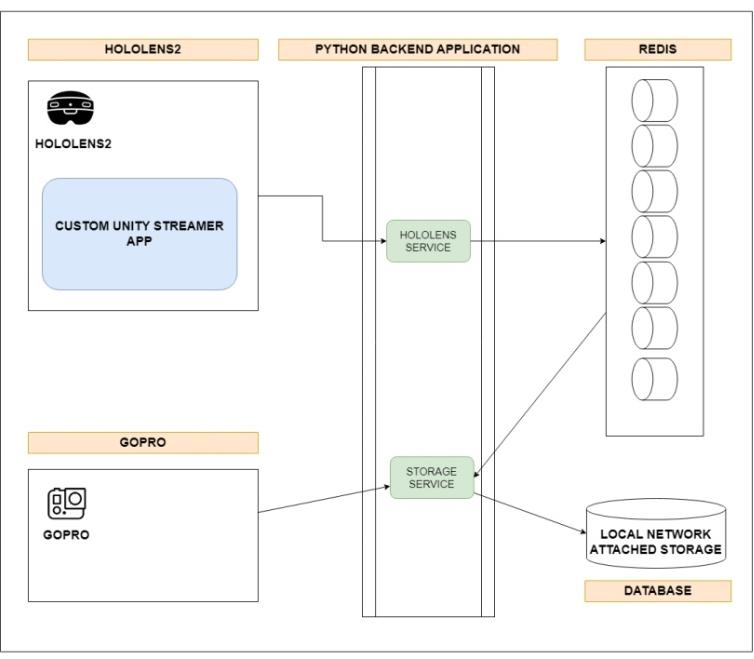 HOLOLENS2
PYTHON BACKEND APPLICATION
REDIS
HOLOLENS2
CUSTOM UNITY STREAMER
APP
HOLOLENS
SERVICE
GOPRO
GOPRO
STORAGE
SERVICE
LOCAL NETWORK
ATTACHED STORAGE
DATABASE